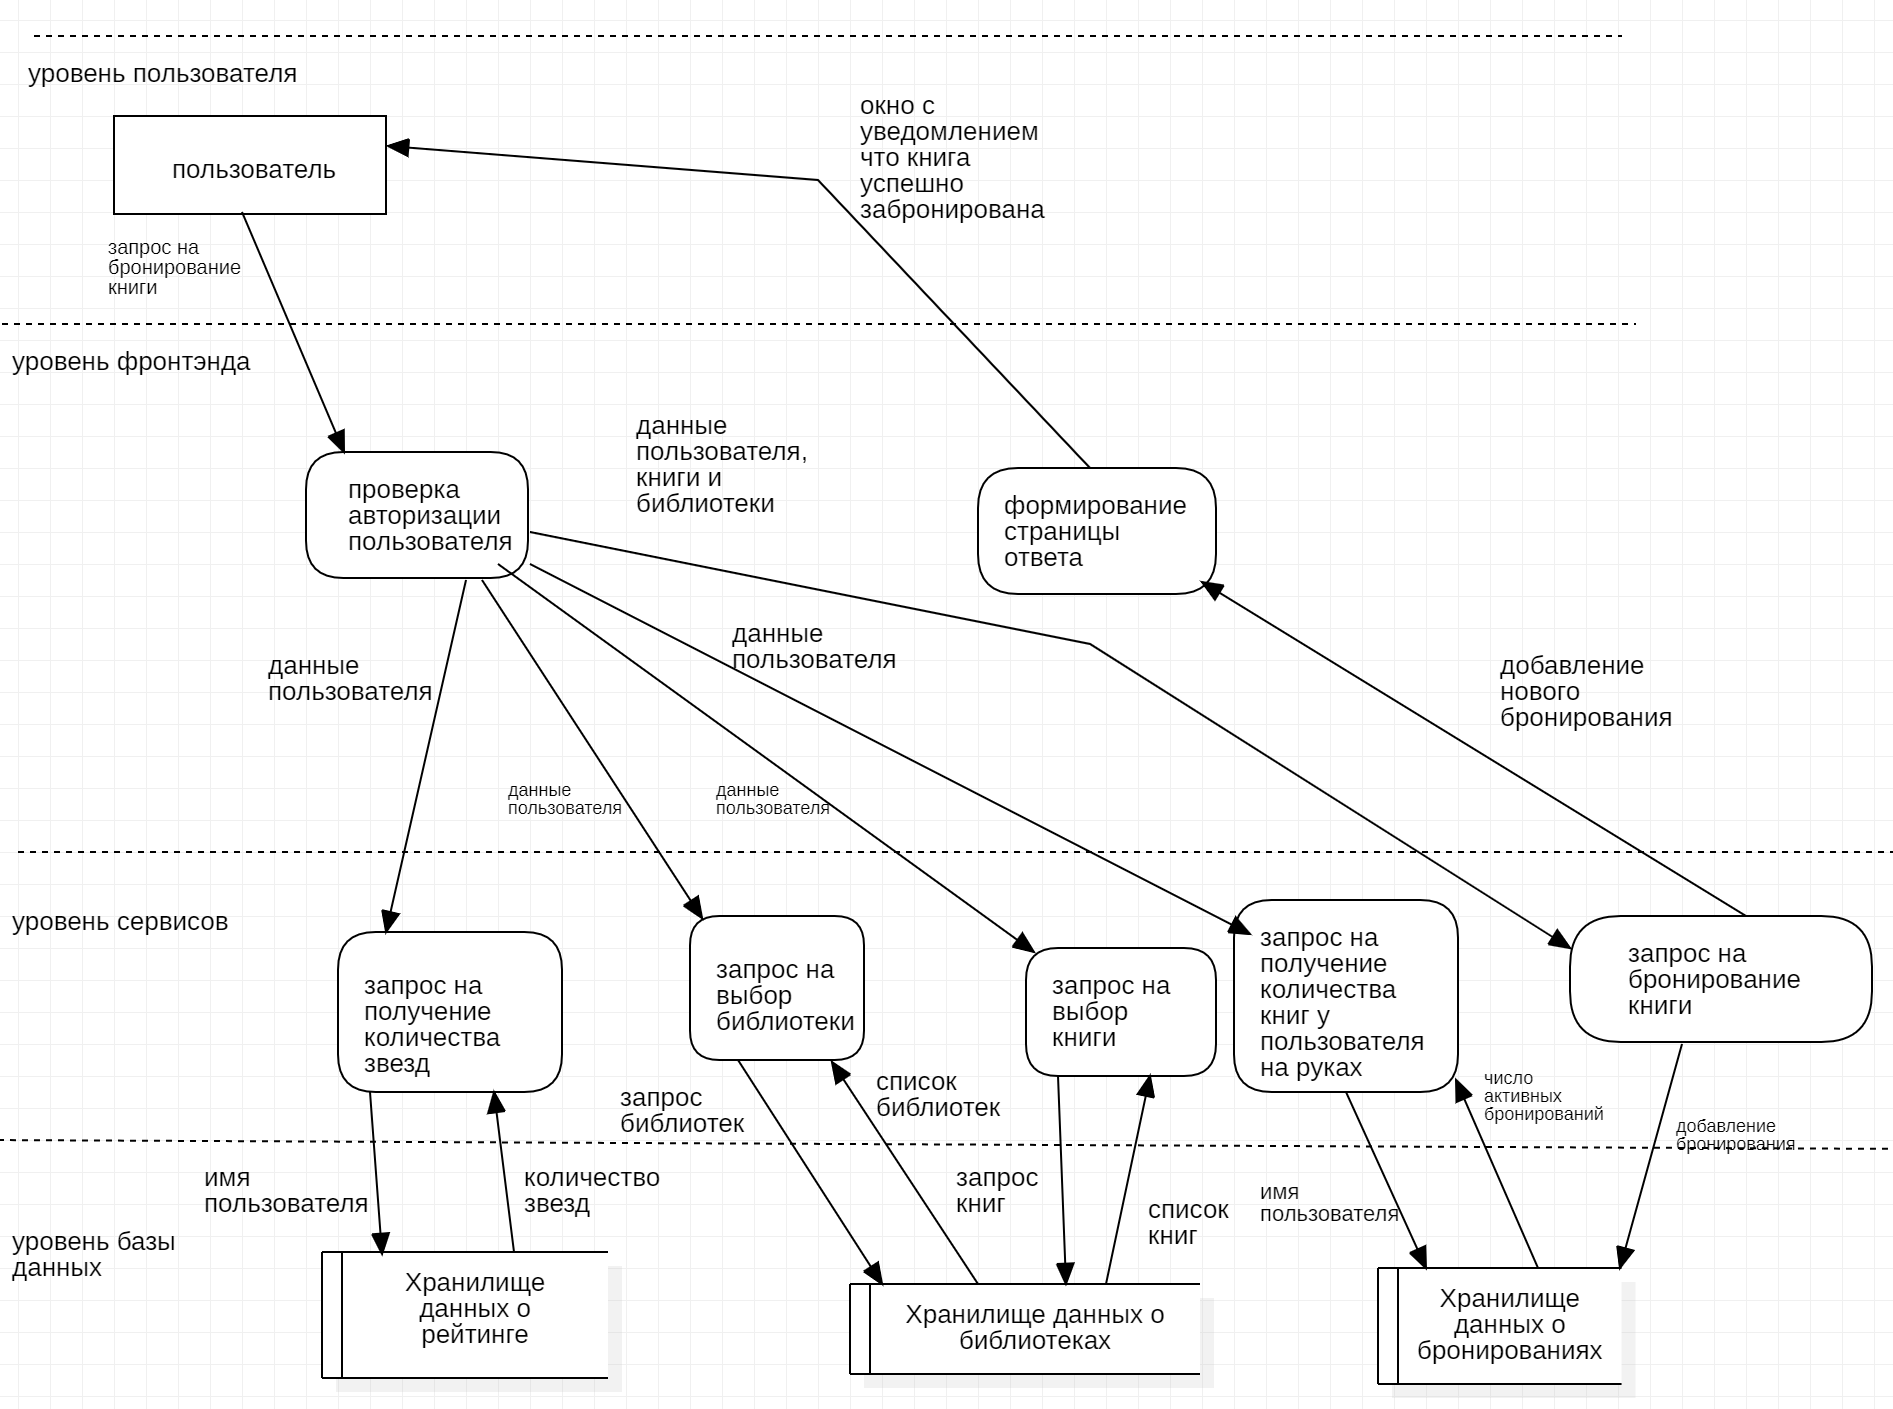 уровень пользователя
пользователь
окно с
уведомлением
что книга
успешно
забронирована
запрос на
бронирование
книги
уровень фронтэнда
проверка
авторизации
пользователя
данные
пользователя,
книги и
библиотеки
формирование
страницы
ответа
данные
пользователя
данные
пользователя
добавление
нового
бронирования
данные
пользователя
данные
пользователя
уровень сервисов
запрос на
получение
количества
звезд
запрос на
выбор
библиотеки
запрос на
выбор
книги
запрос на
получение
количества
книг у
пользователя
на руках
запрос на
бронирование
книги
запрос
библиотек
список
библиотек
число
активных
бронирований
добавление
бронирования
имя
пользователя
количество
звезд
запрос
книг
список
книг
имя
пользователя
уровень базы
данных
Хранилище
данных о
рейтинге
Хранилище данных о
библиотеках
Хранилище
данных о
бронированиях